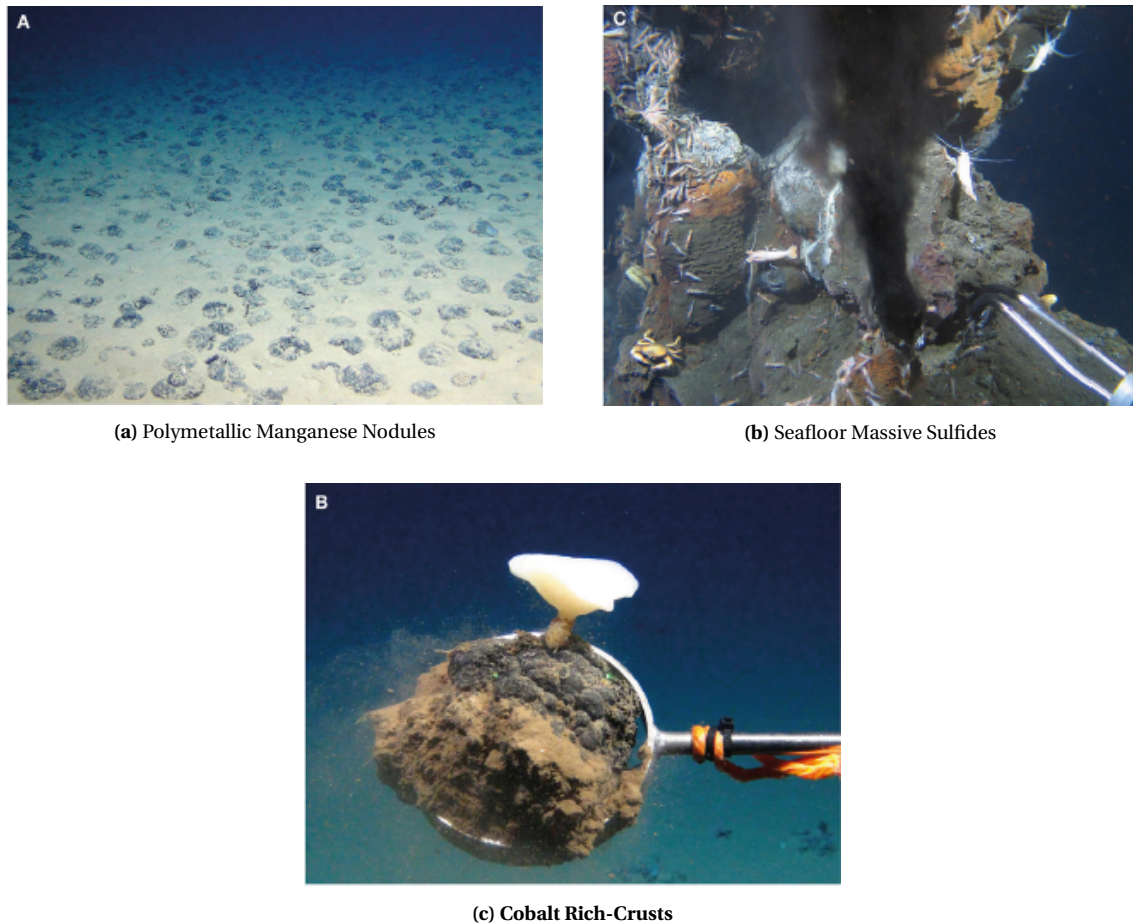 A
C
(a) Polymetallic Manganese Nodules
(b) Seafloor Massive Sulfides
B
(c) Cobalt Rich-Crusts